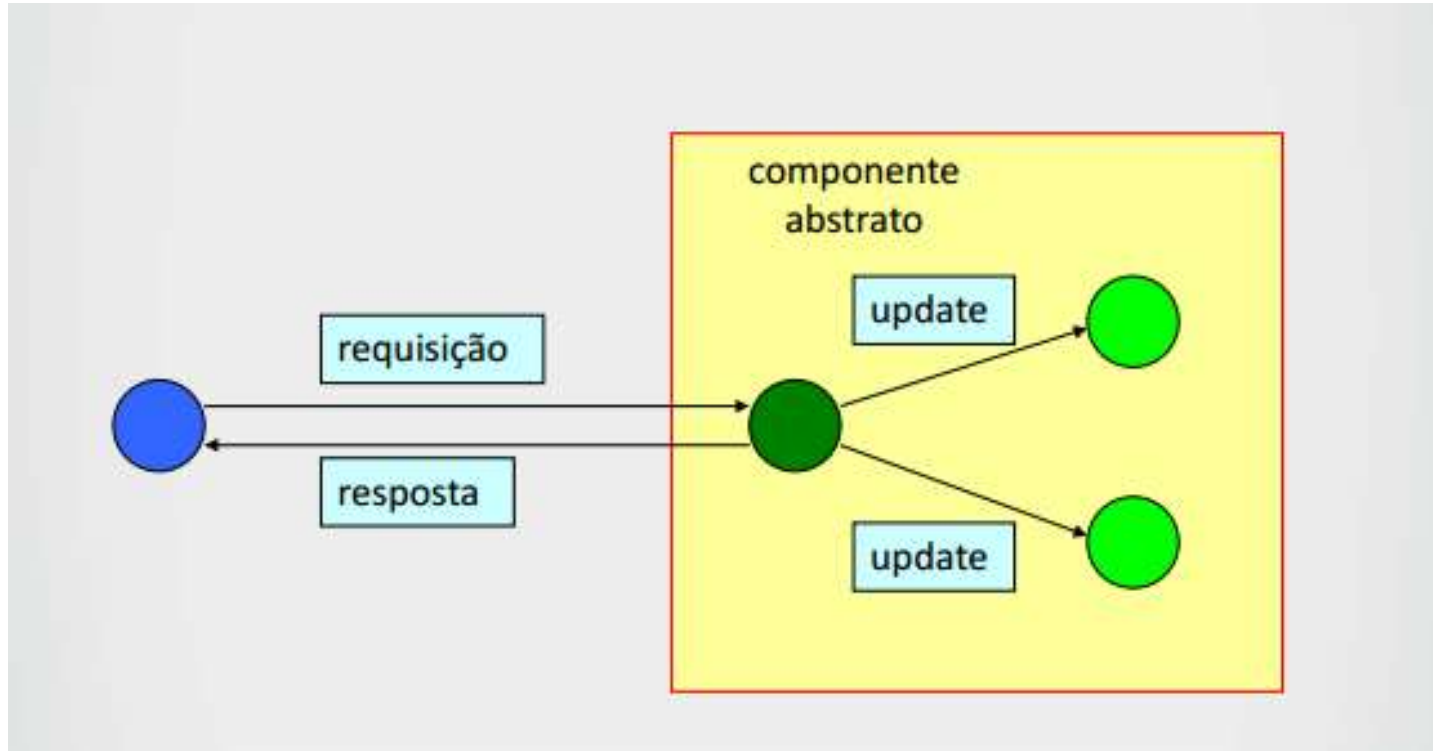 componente
abstrato
update
requisição
resposta
update